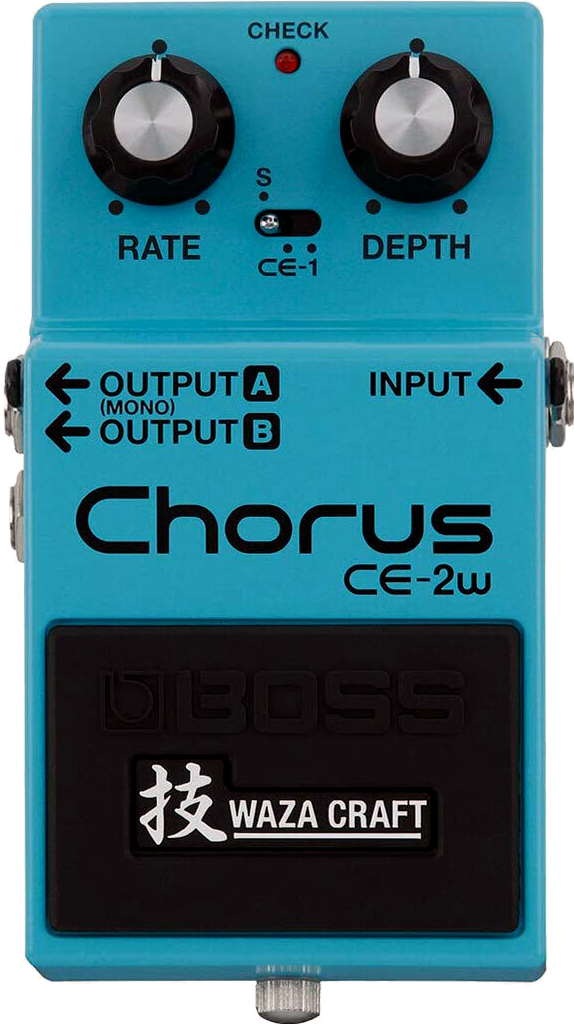 CHECK
S
RATE
DEPTH
CE-1
OUTPUT A
INPUT
(MONO)
OUTPUT B
Chorus
CE-2w
BOSS
技 WAZA CRAFT